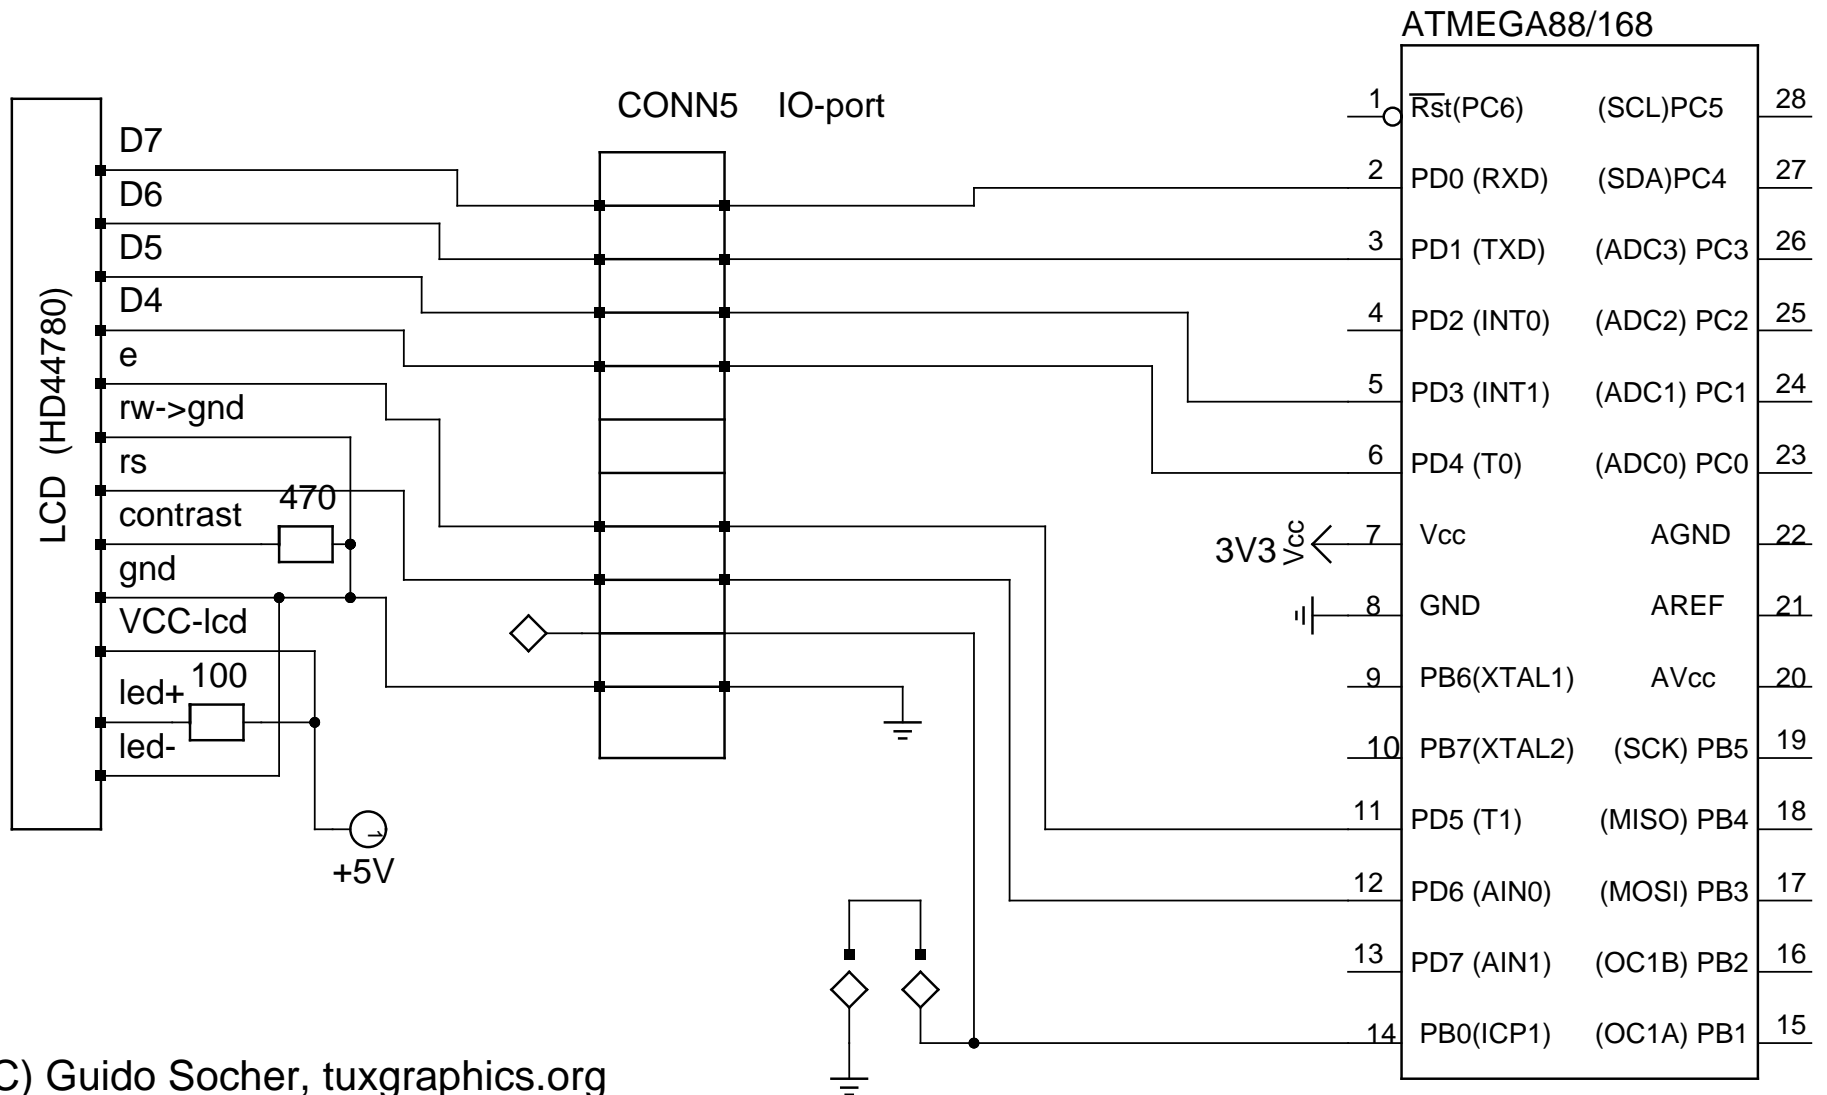 ATMEGA88/168
CONN5 IO-port
LCD (HD44780)
D7
D6
D5
D4
e
rw->gnd
rs
470
contrast
gnd
VCC-lcd
100
led+
led-
1
+5V
1 Rst(PC6) (SCL)PC5 28
2 PD0 (RXD) (SDA)PC4 27
3 PD1 (TXD) (ADC3) PC3 26
4 PD2 (INT0) (ADC2) PC2 25
5 PD3 (INT1) (ADC1) PC1 24
6 PD4 (T0) (ADC0) PC0 23
3V3 Vcc 7 Vcc AGND 22
8 GND AREF 21
9 PB6(XTAL1) AVcc 20
10 PB7(XTAL2) (SCK) PB5 19
11 PD5 (T1) (MISO) PB4 18
12 PD6 (AIN0) (MOSI) PB3 17
13 PD7 (AIN1) (OC1B) PB2 16
14 PB0(ICP1) (OC1A) PB1 15
C) Guido Socher, tuxgraphics.org